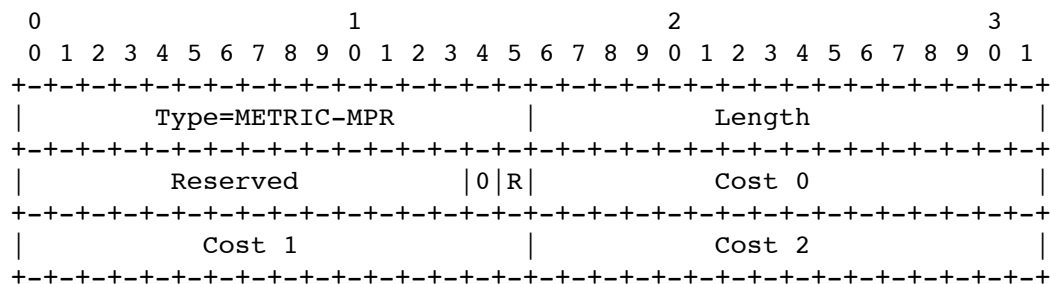 0                   1                   2                   3
 0 1 2 3 4 5 6 7 8 9 0 1 2 3 4 5 6 7 8 9 0 1 2 3 4 5 6 7 8 9 0 1
+-+-+-+-+-+-+-+-+-+-+-+-+-+-+-+-+-+-+-+-+-+-+-+-+-+-+-+-+-+-+-+-+
|        Type=METRIC-MPR        |           Length              |
+-+-+-+-+-+-+-+-+-+-+-+-+-+-+-+-+-+-+-+-+-+-+-+-+-+-+-+-+-+-+-+-+
|         Reserved          |0|R|           Cost 0              |
+-+-+-+-+-+-+-+-+-+-+-+-+-+-+-+-+-+-+-+-+-+-+-+-+-+-+-+-+-+-+-+-+
|           Cost 1              |           Cost 2              |
+-+-+-+-+-+-+-+-+-+-+-+-+-+-+-+-+-+-+-+-+-+-+-+-+-+-+-+-+-+-+-+-+